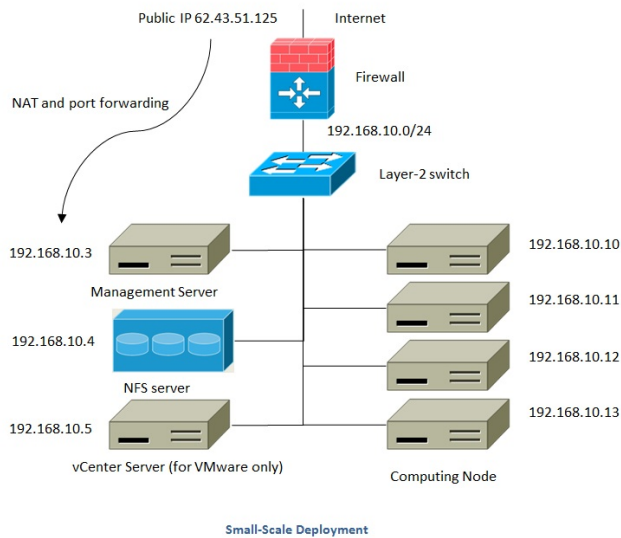 Public IP 62.43.51.125
Internet
Firewall
NAT and port forwarding
192.168.10.0/24
Layer-2 switch
192.168.10.3
Management Server
192.168.10.10
192.168.10.11
192.168.10.4
NFS server
192.168.10.12
192.168.10.5
vCenter Server (for VMware only)
192.168.10.13
Computing Node
Small-Scale Deployment